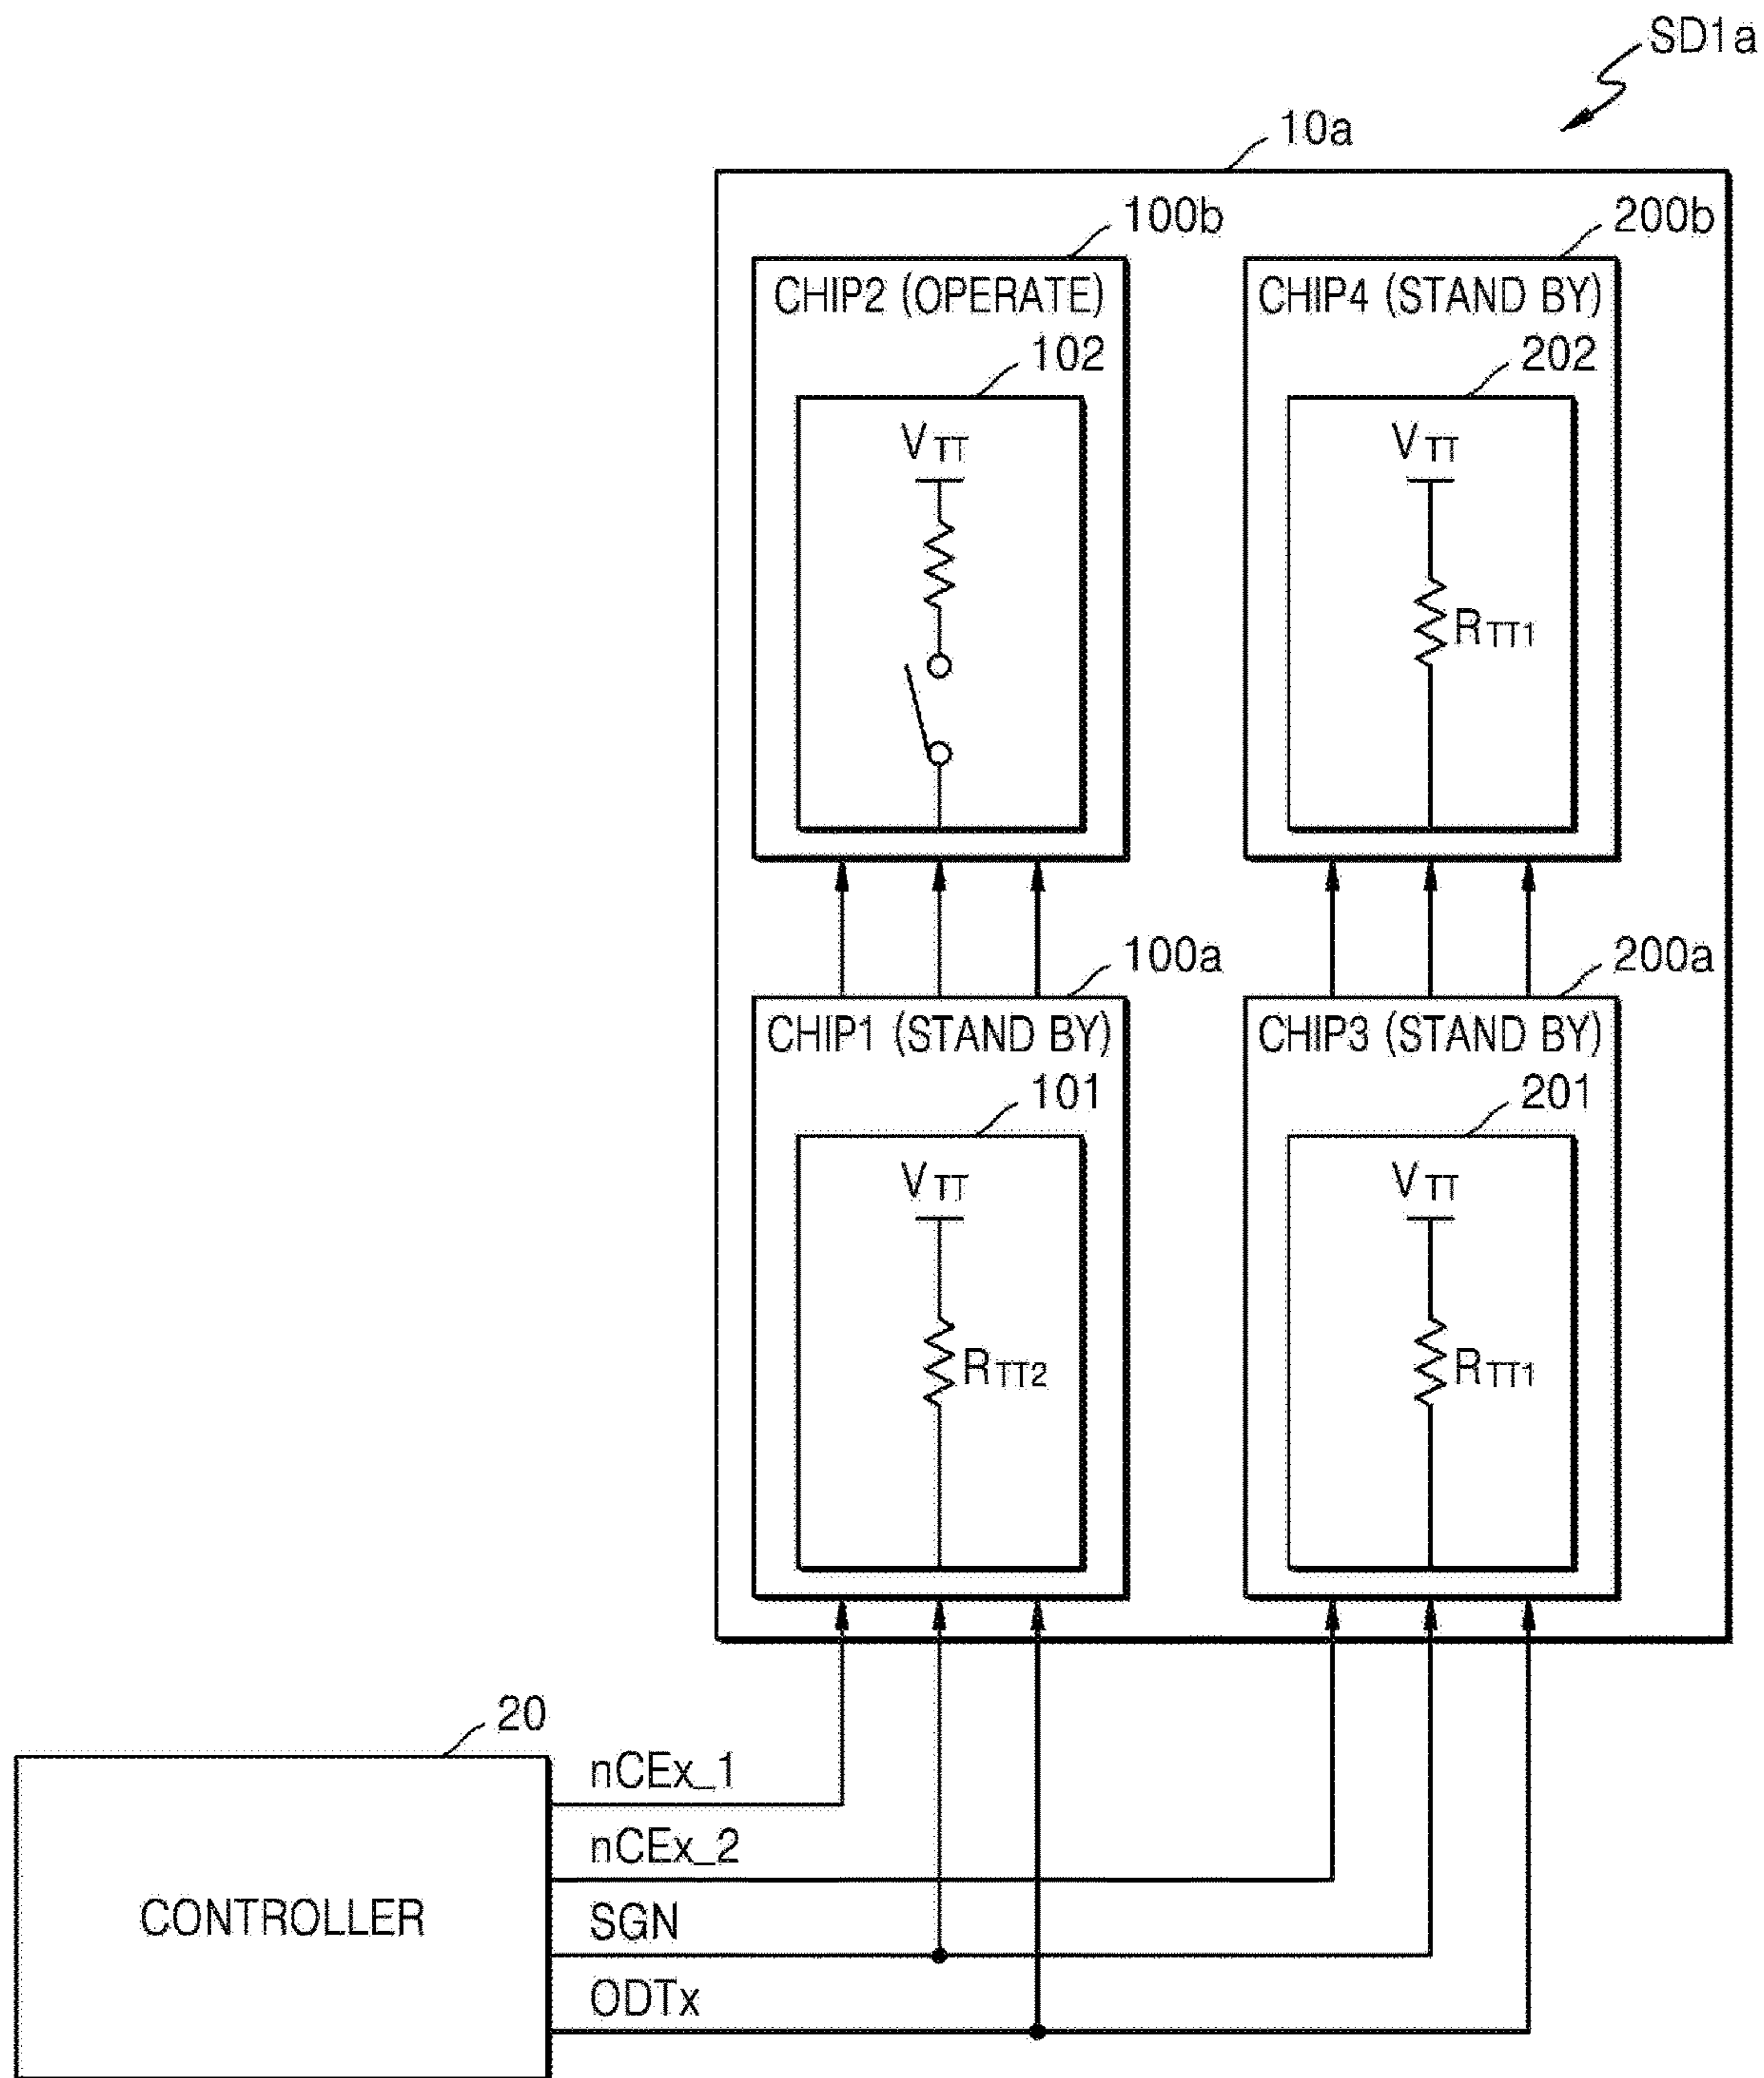 SD1a
10a
100b
200b
CHIP2 (OPERATE)
CHIP4 (STAND BY)
102
202
VTT
VTT
RTT1
100a
200a
CHIP1 (STAND BY)
CHIP3 (STAND BY)
101
201
VTT
VTT
RTT2
RTT1
20
nCEx_1
nCEx_2
CONTROLLER
SGN
ODTx